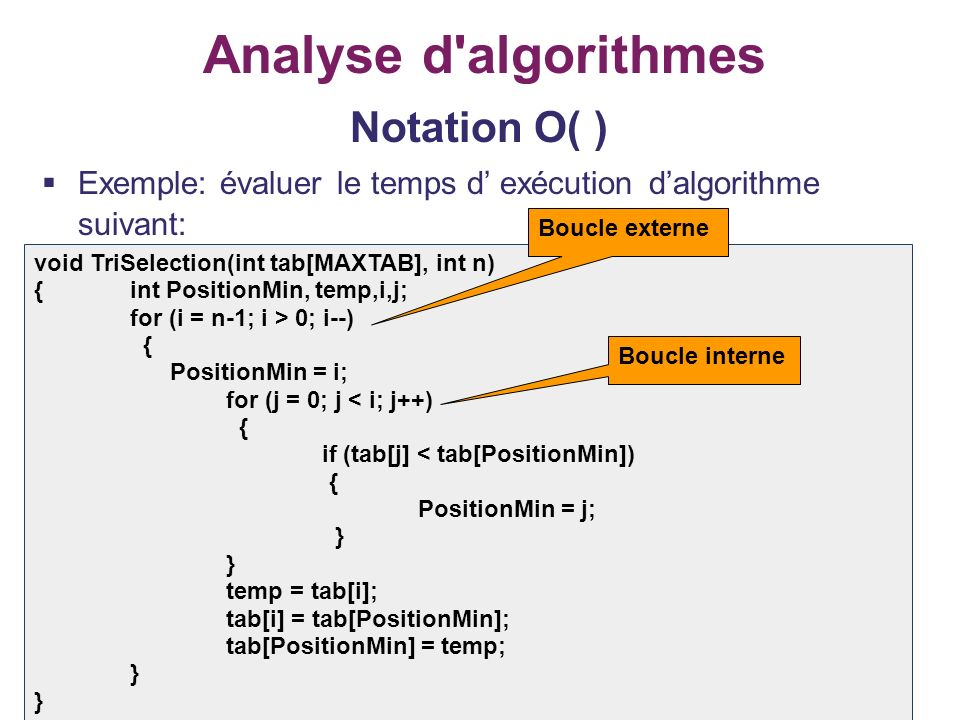 Analyse d'algorithmes
Notation O( )
▪ Exemple: évaluer le temps d’ exécution d’algorithme
suivant:
Boucle externe
void TriSelection(int tab[MAXTAB], int n)
{ int PositionMin, temp,i,j;
for (i = n-1; i > 0; i--)
{
Boucle interne
PositionMin = i;
for (j = 0; j < i; j++)
{
if (tab[j] < tab[PositionMin])
{
PositionMin = j;
}
}
temp = tab[i];
tab[i] = tab[PositionMin];
tab[PositionMin] = temp;
}
}